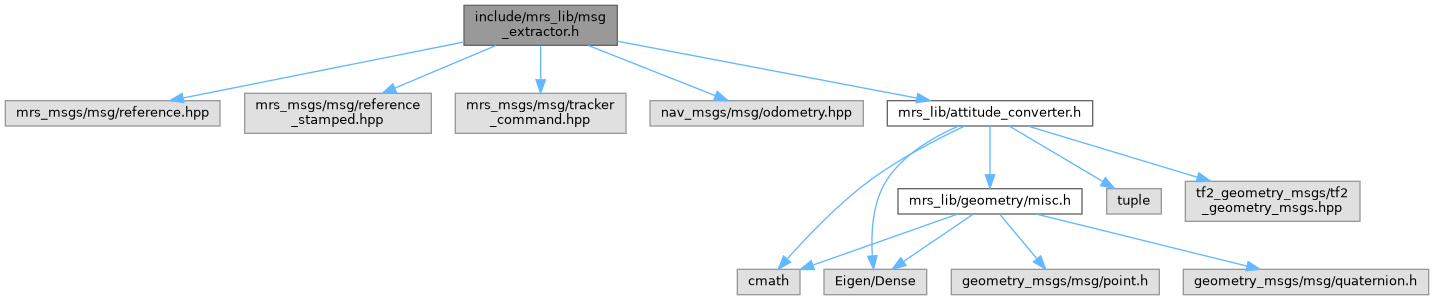 include/mrs_lib/msg
_extractor.h
mrs_msgs/msg/reference.hpp
mrs_msgs/msg/reference
_stamped.hpp
mrs_msgs/msg/tracker
_command.hpp
nav_msgs/msg/odometry.hpp
mrs_lib/attitude_converter.h
mrs_lib/geometry/misc.h
tuple
tf2_geometry_msgs/tf2
_geometry_msgs.hpp
cmath
Eigen/Dense
geometry_msgs/msg/point.h
geometry_msgs/msg/quaternion.h